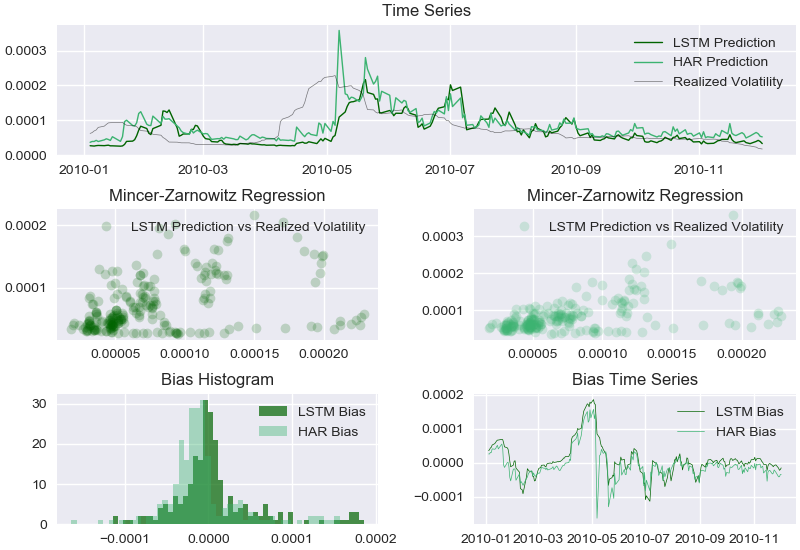 Time Series
0.0003
0.0002
0.0001
0.0000
LSTM Prediction
HAR Prediction
Realized Volatility
2010-01 2010-03 2010-05 2010-07 2010-09 2010-11
Mincer-Zarnowitz Regression
0.0002
0.0001
LSTM Prediction vs Realized Volatility
0.00005 0.00010 0.00015 0.00020
Mincer-Zarnowitz Regression
0.0003
0.0002
0.0001
LSTM Prediction vs Realized Volatility
0.00005 0.00010 0.00015 0.00020
Bias Histogram
30
20
10
0
LSTM Bias
HAR Bias
−0.0001 0.0000 0.0001 0.0002
Bias Time Series
0.0002
0.0001
0.0000
−0.0001
LSTM Bias
HAR Bias
2010-01 2010-03 2010-05 2010-07 2010-09 2010-11